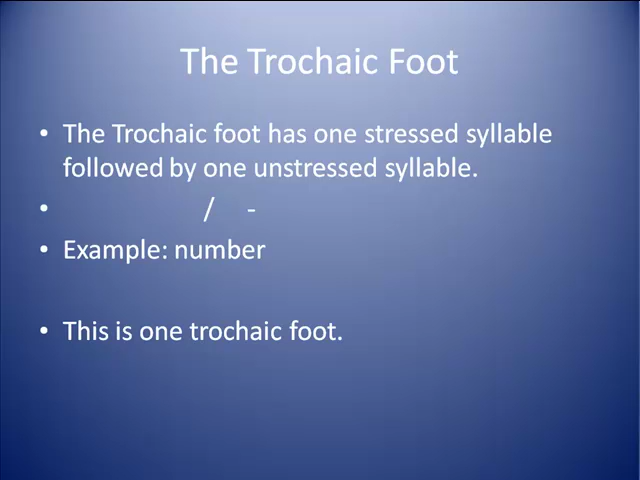 The Trochaic Foot
• The Trochaic foot has one stressed syllable
followed by one unstressed syllable.
• / -
• Example: number
• This is one trochaic foot.